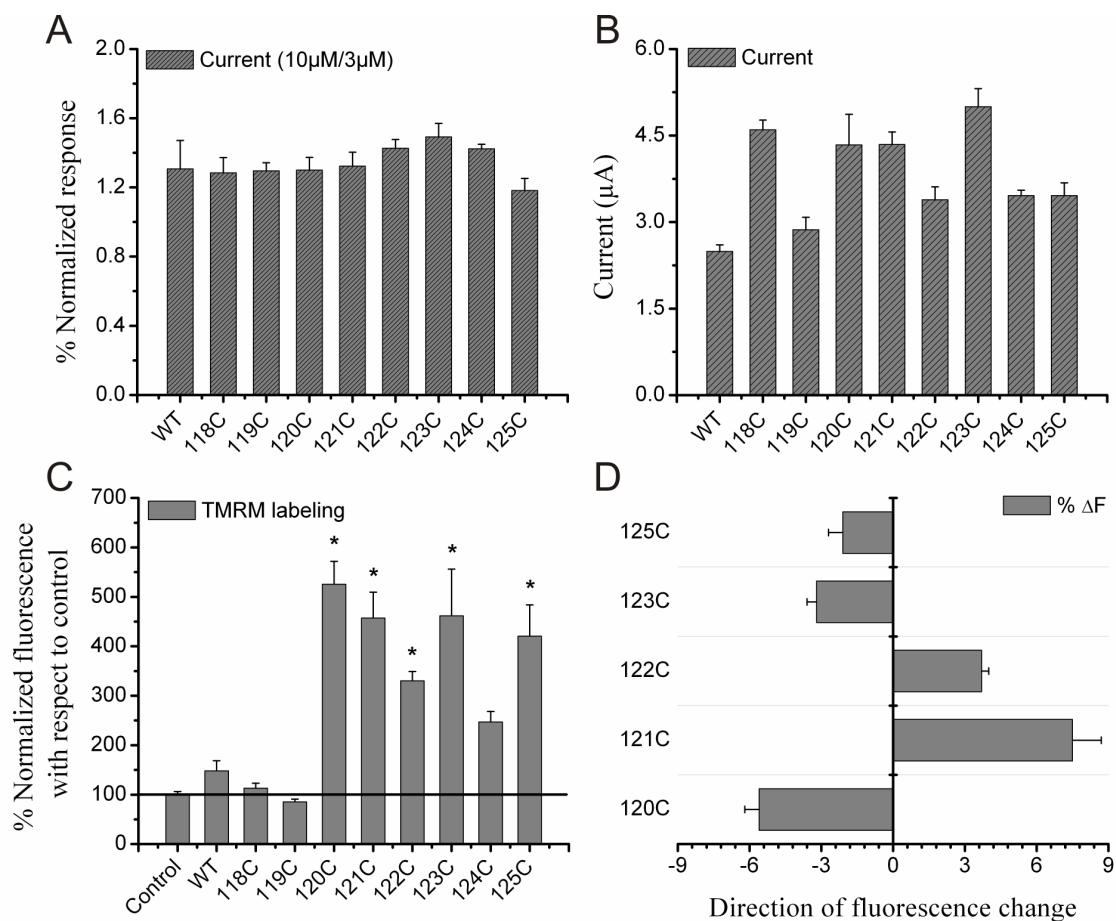 A
Current (10μM/3μM)
% Normalized response
2.0
1.6
1.2
0.8
0.4
0.0
WT
118C
119C
120C
121C
122C
123C
124C
125C
B
Current
Current (μA)
6.0
4.5
3.0
1.5
0.0
WT
118C
119C
120C
121C
122C
123C
124C
125C
C
TMRM labeling
% Normalized fluorescence
with respect to control
700
600
500
400
300
200
100
0
*
*
*
*
*
Control
WT
118C
119C
120C
121C
122C
123C
124C
125C
D
% ΔF
125C
123C
122C
121C
120C
-9 -6 -3 0 3 6 9
Direction of fluorescence change